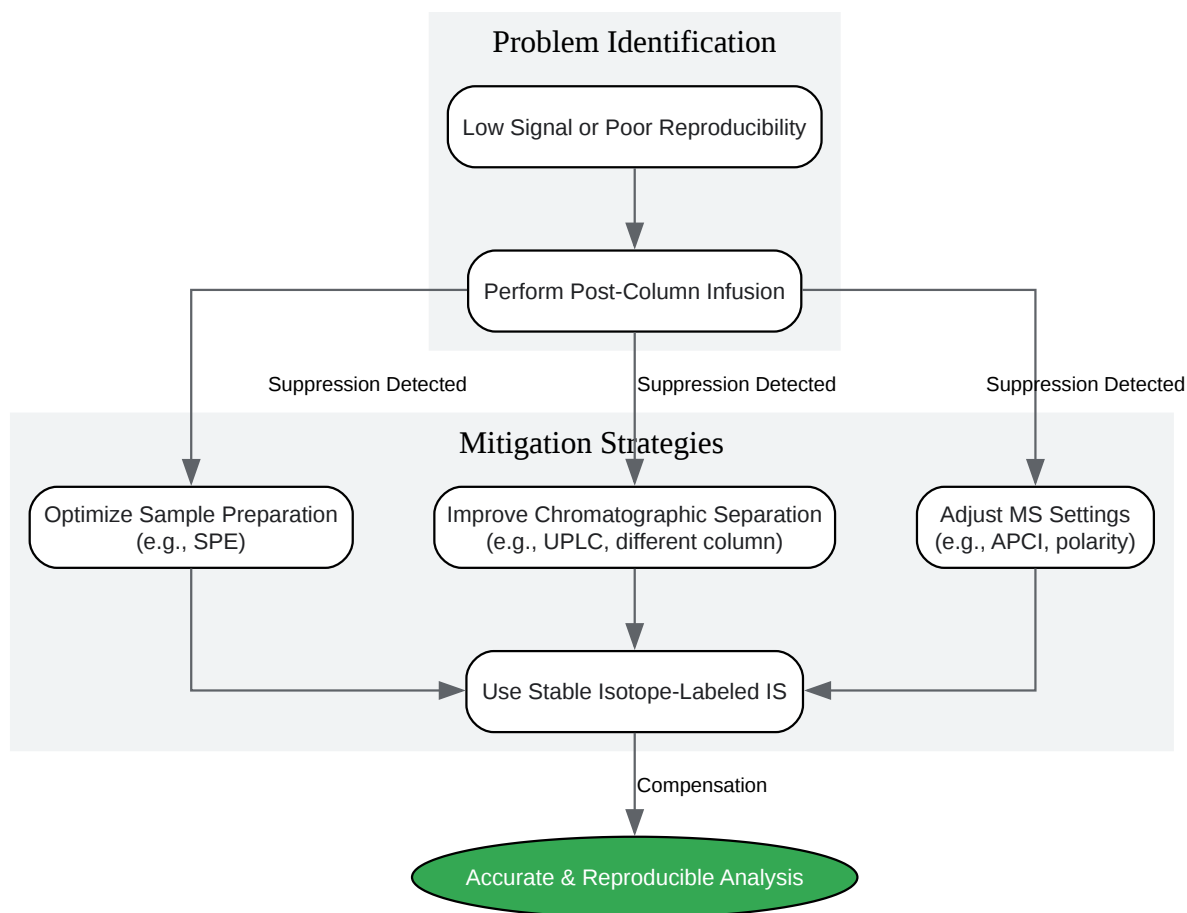 Problem Identification
Low Signal or Poor Reproducibility
Perform Post-Column Infusion
Suppression Detected
Suppression Detected
Suppression Detected
Mitigation Strategies
Optimize Sample Preparation
(e.g., SPE)
Improve Chromatographic Separation
(e.g., UPLC, different column)
Adjust MS Settings
(e.g., APCI, polarity)
Use Stable Isotope-Labeled IS
Compensation
Accurate & Reproducible Analysis